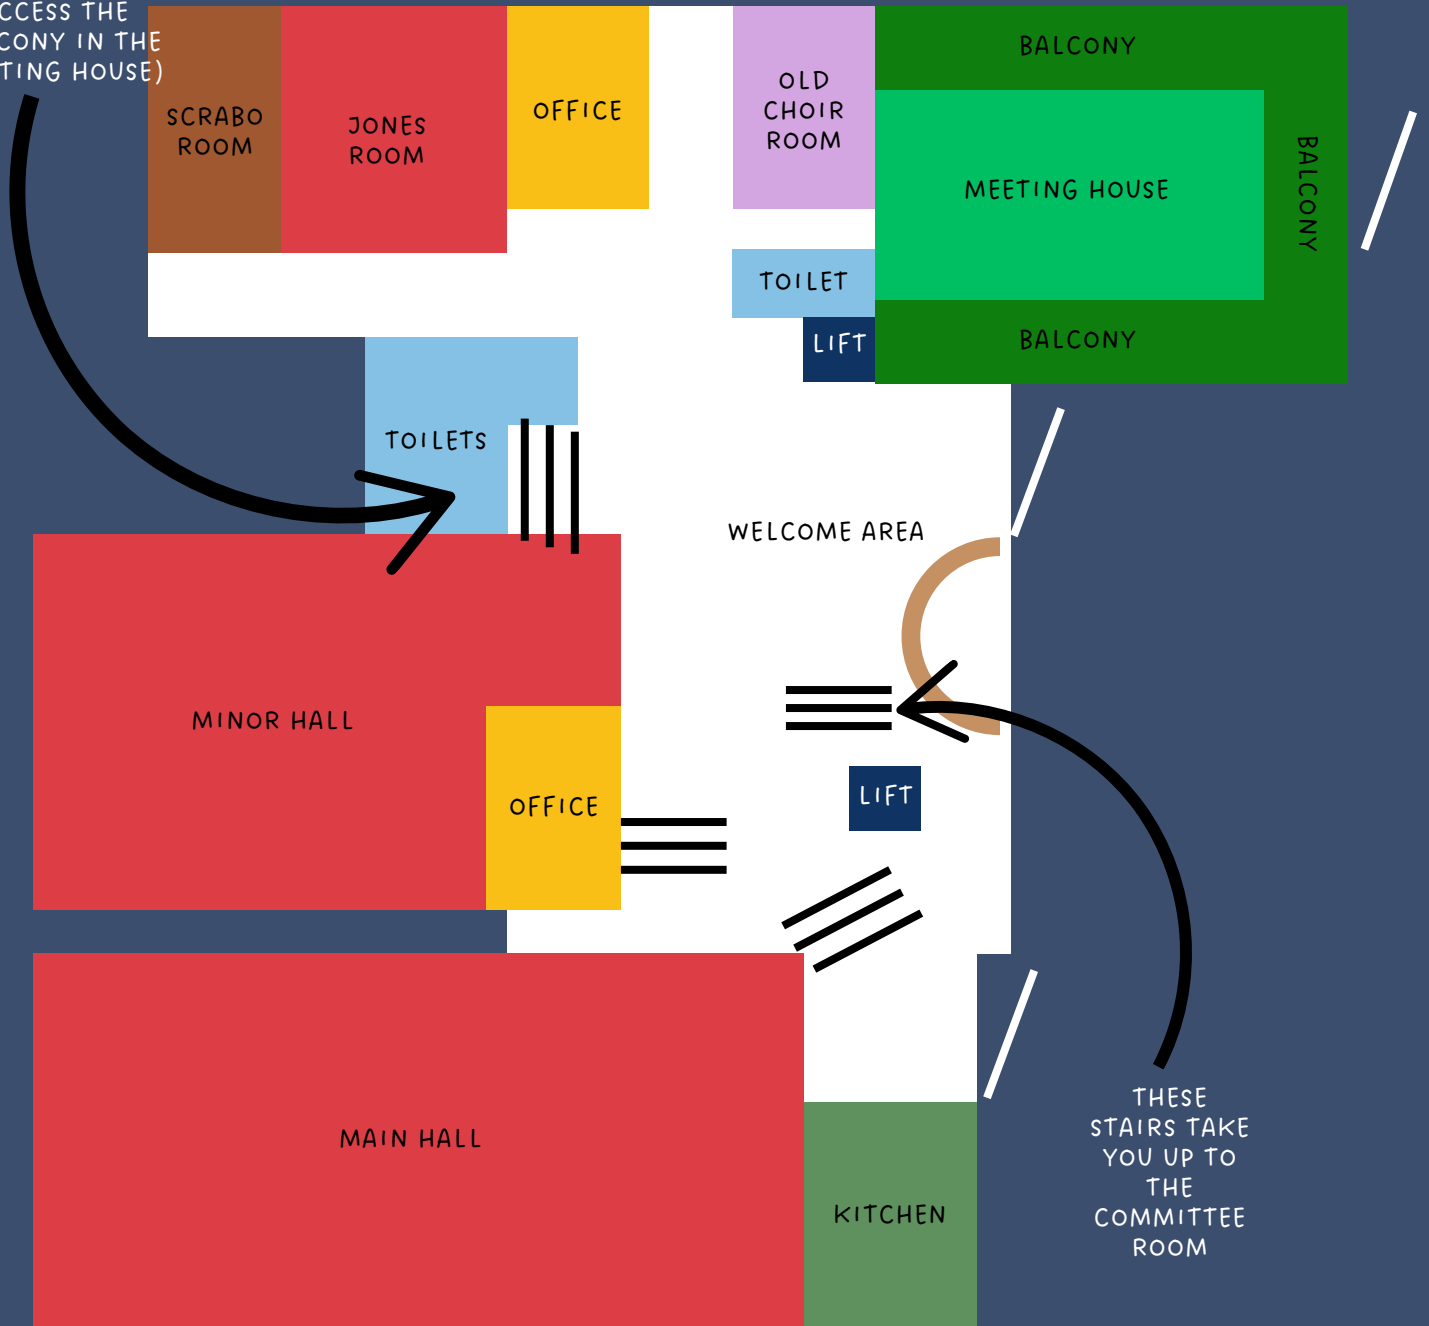 CCESS THE
CONY IN THE
TING HOUSE)
SCRABO
ROOM
JONES
ROOM
OFFICE
OLD
CHOIR
ROOM
BALCONY
MEETING HOUSE
BALCONY
TOILET
LIFT
BALCONY
TOILETS
WELCOME AREA
MINOR HALL
OFFICE
LIFT
MAIN HALL
KITCHEN
THESE
STAIRS TAKE
YOU UP TO
THE
COMMITTEE
ROOM